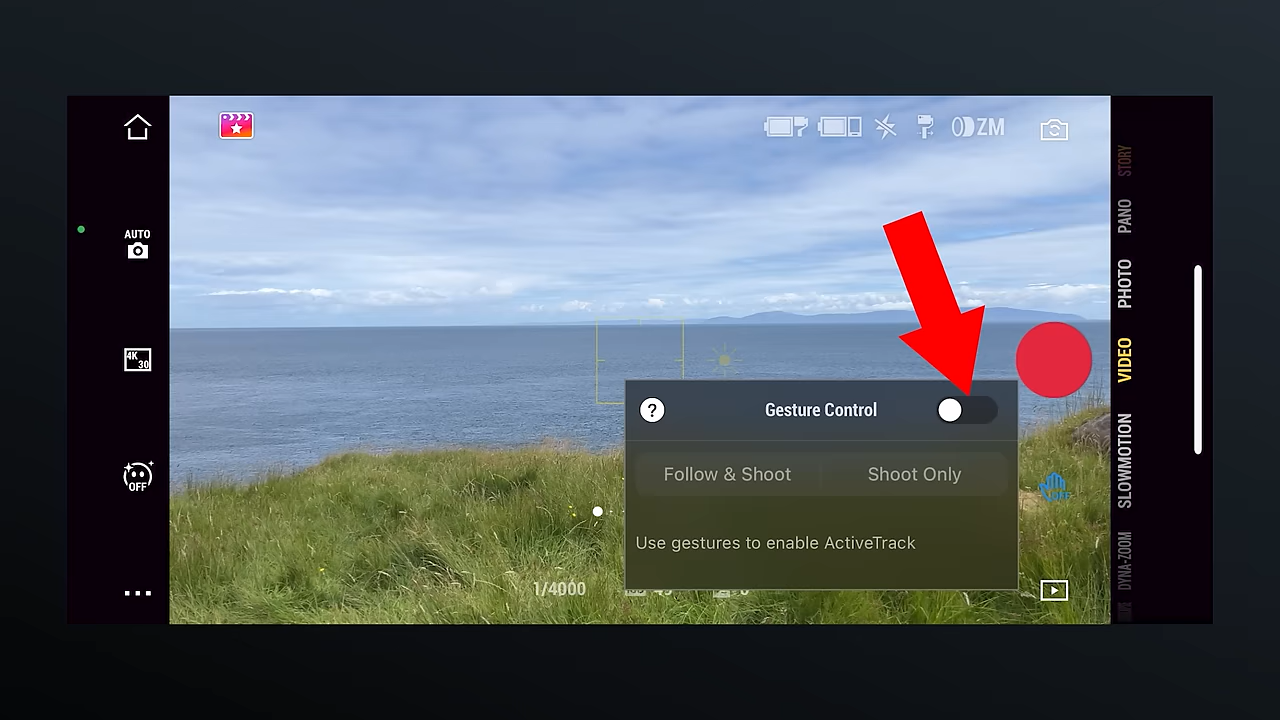 AUTO
4K
30
OFF
ZM
?
Gesture Control
Follow & Shoot
Shoot Only
Use gestures to enable ActiveTrack
1/4000
OFF
STORY
PANO
PHOTO
VIDEO
SLOWMOTION
DYNA-ZOOM